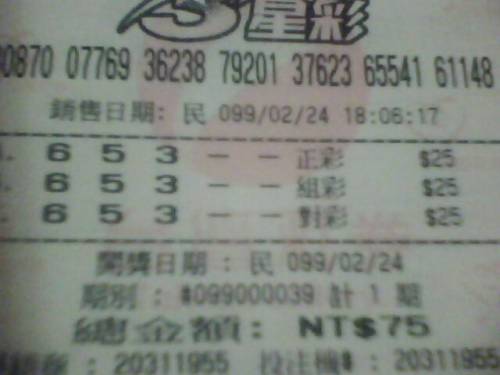 3星彩
00870 07769 36238 79201 37623 65541 61148
銷售日期: 民 099/02/24 18:06:17
6 5 3 - - 正彩 $25
6 5 3 - - 組彩 $25
6 5 3 - - 對彩 $25
開獎日期 : 民 099/02/24
期別 : #099000039 計 1 期
總金額: NT$75
: 20311955 投注機# : 20311955